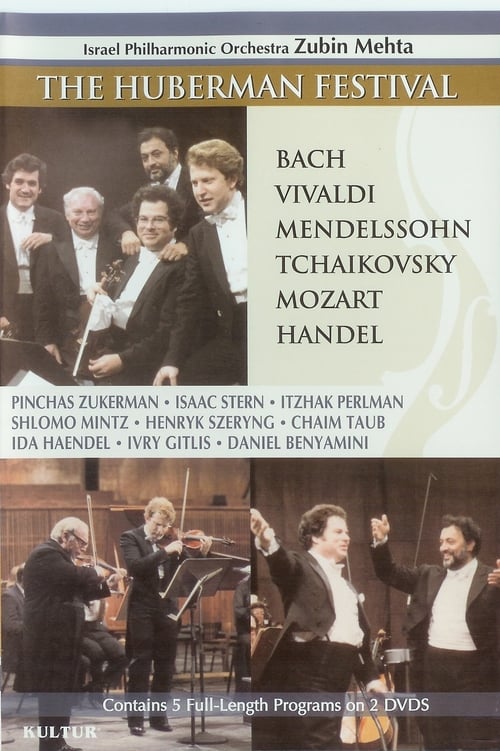 Israel Philharmonic Orchestra Zubin Mehta
THE HUBERMAN FESTIVAL
BACH
VIVALDI
MENDELSSOHN
TCHAIKOVSKY
MOZART
HANDEL
PINCHAS ZUKERMAN • ISAAC STERN • ITZHAK PERLMAN
SHLOMO MINTZ • HENRYK SZERYNG • CHAIM TAUB
IDA HAENDEL • IVRY GITLIS • DANIEL BENYAMINI
Contains 5 Full-Length Programs on 2 DVDS
KULTUR